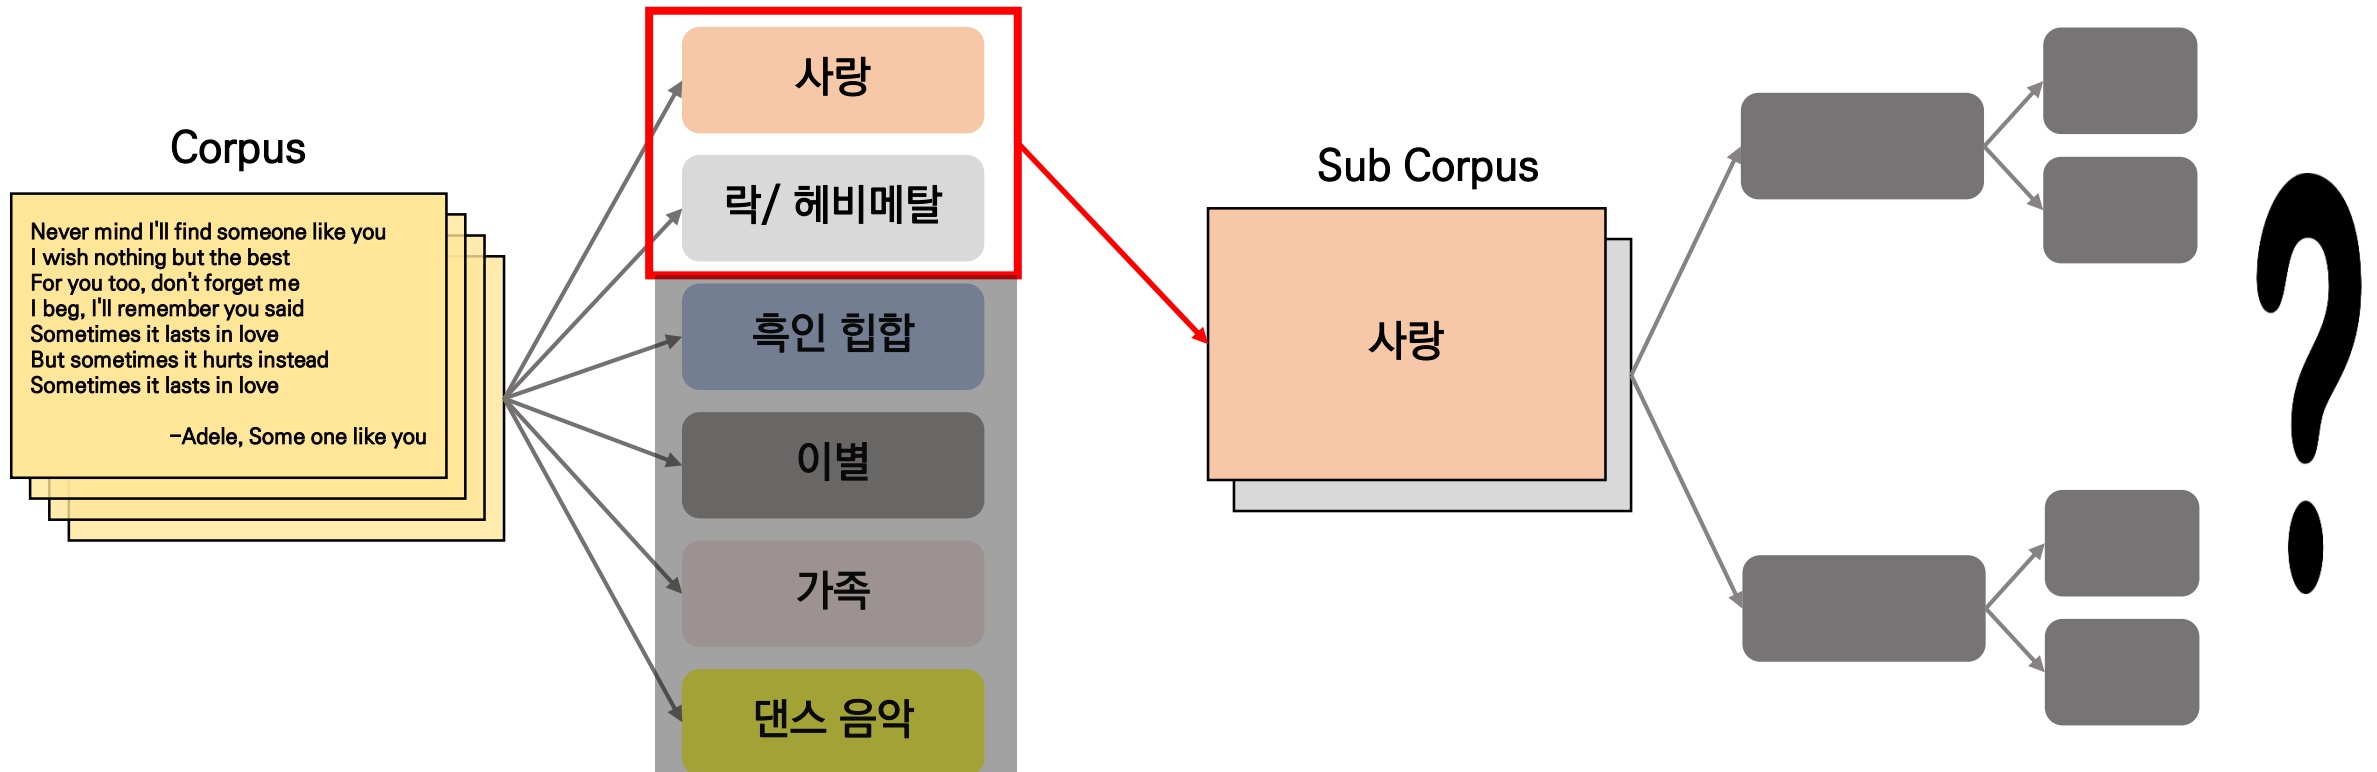 Corpus
Never mind I'll find someone like you
I wish nothing but the best
For you too, don't forget me
I beg, I'll remember you said
Sometimes it lasts in love
But sometimes it hurts instead
Sometimes it lasts in love
-Adele, Some one like you
사랑
락/ 헤비메탈
흑인 힙합
이별
가족
댄스 음악
Sub Corpus
사랑
?